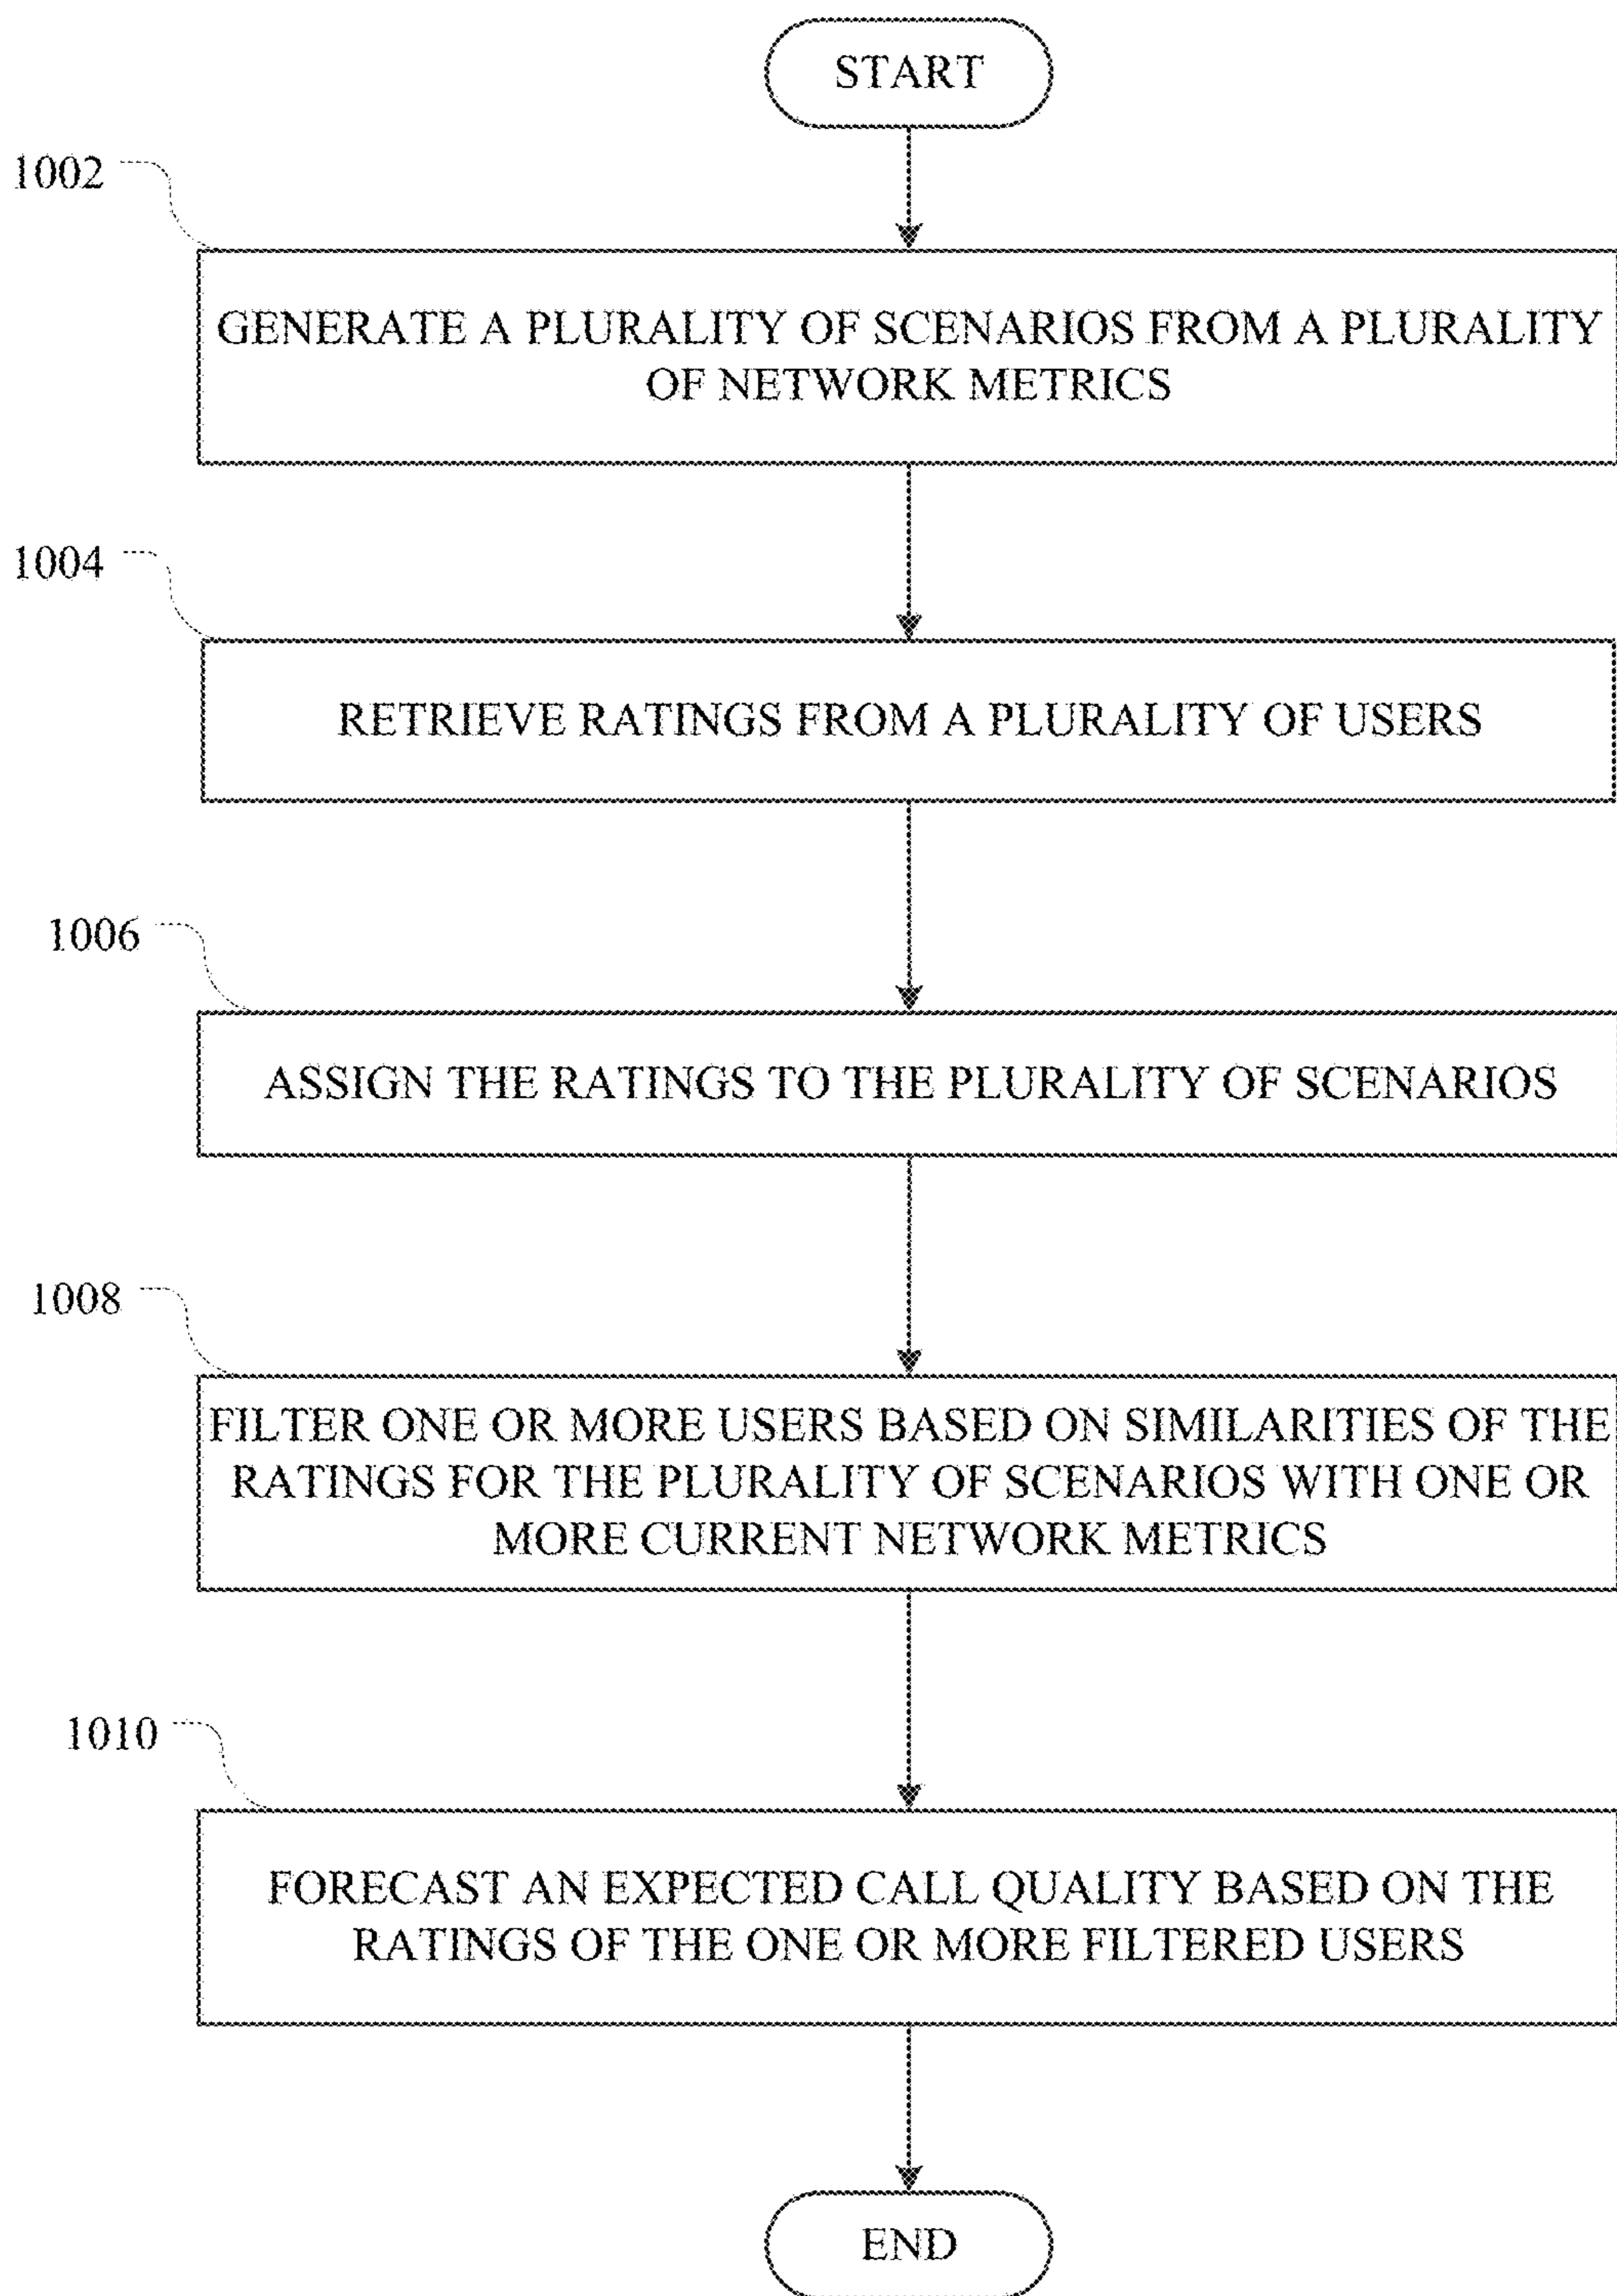 START
1002
GENERATE A PLURALITY OF SCENARIOS FROM A PLURALITY
OF NETWORK METRICS
1004
RETRIEVE RATINGS FROM A PLURALITY OF USERS
1006
ASSIGN THE RATINGS TO THE PLURALITY OF SCENARIOS
1008
FILTER ONE OR MORE USERS BASED ON SIMILARITIES OF THE
RATINGS FOR THE PLURALITY OF SCENARIOS WITH ONE OR
MORE CURRENT NETWORK METRICS
1010
FORECAST AN EXPECTED CALL QUALITY BASED ON THE
RATINGS OF THE ONE OR MORE FILTERED USERS
END